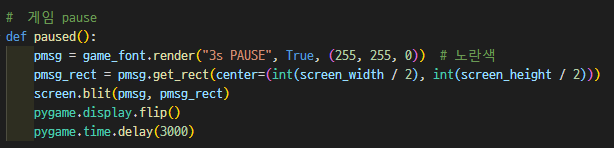 #  게임 pause
def paused():
    pmsg = game_font.render("3s PAUSE", True, (255, 255, 0))  # 노란색
    pmsg_rect = pmsg.get_rect(center=(int(screen_width / 2), int(screen_height / 2)))
    screen.blit(pmsg, pmsg_rect)
    pygame.display.flip()
    pygame.time.delay(3000)